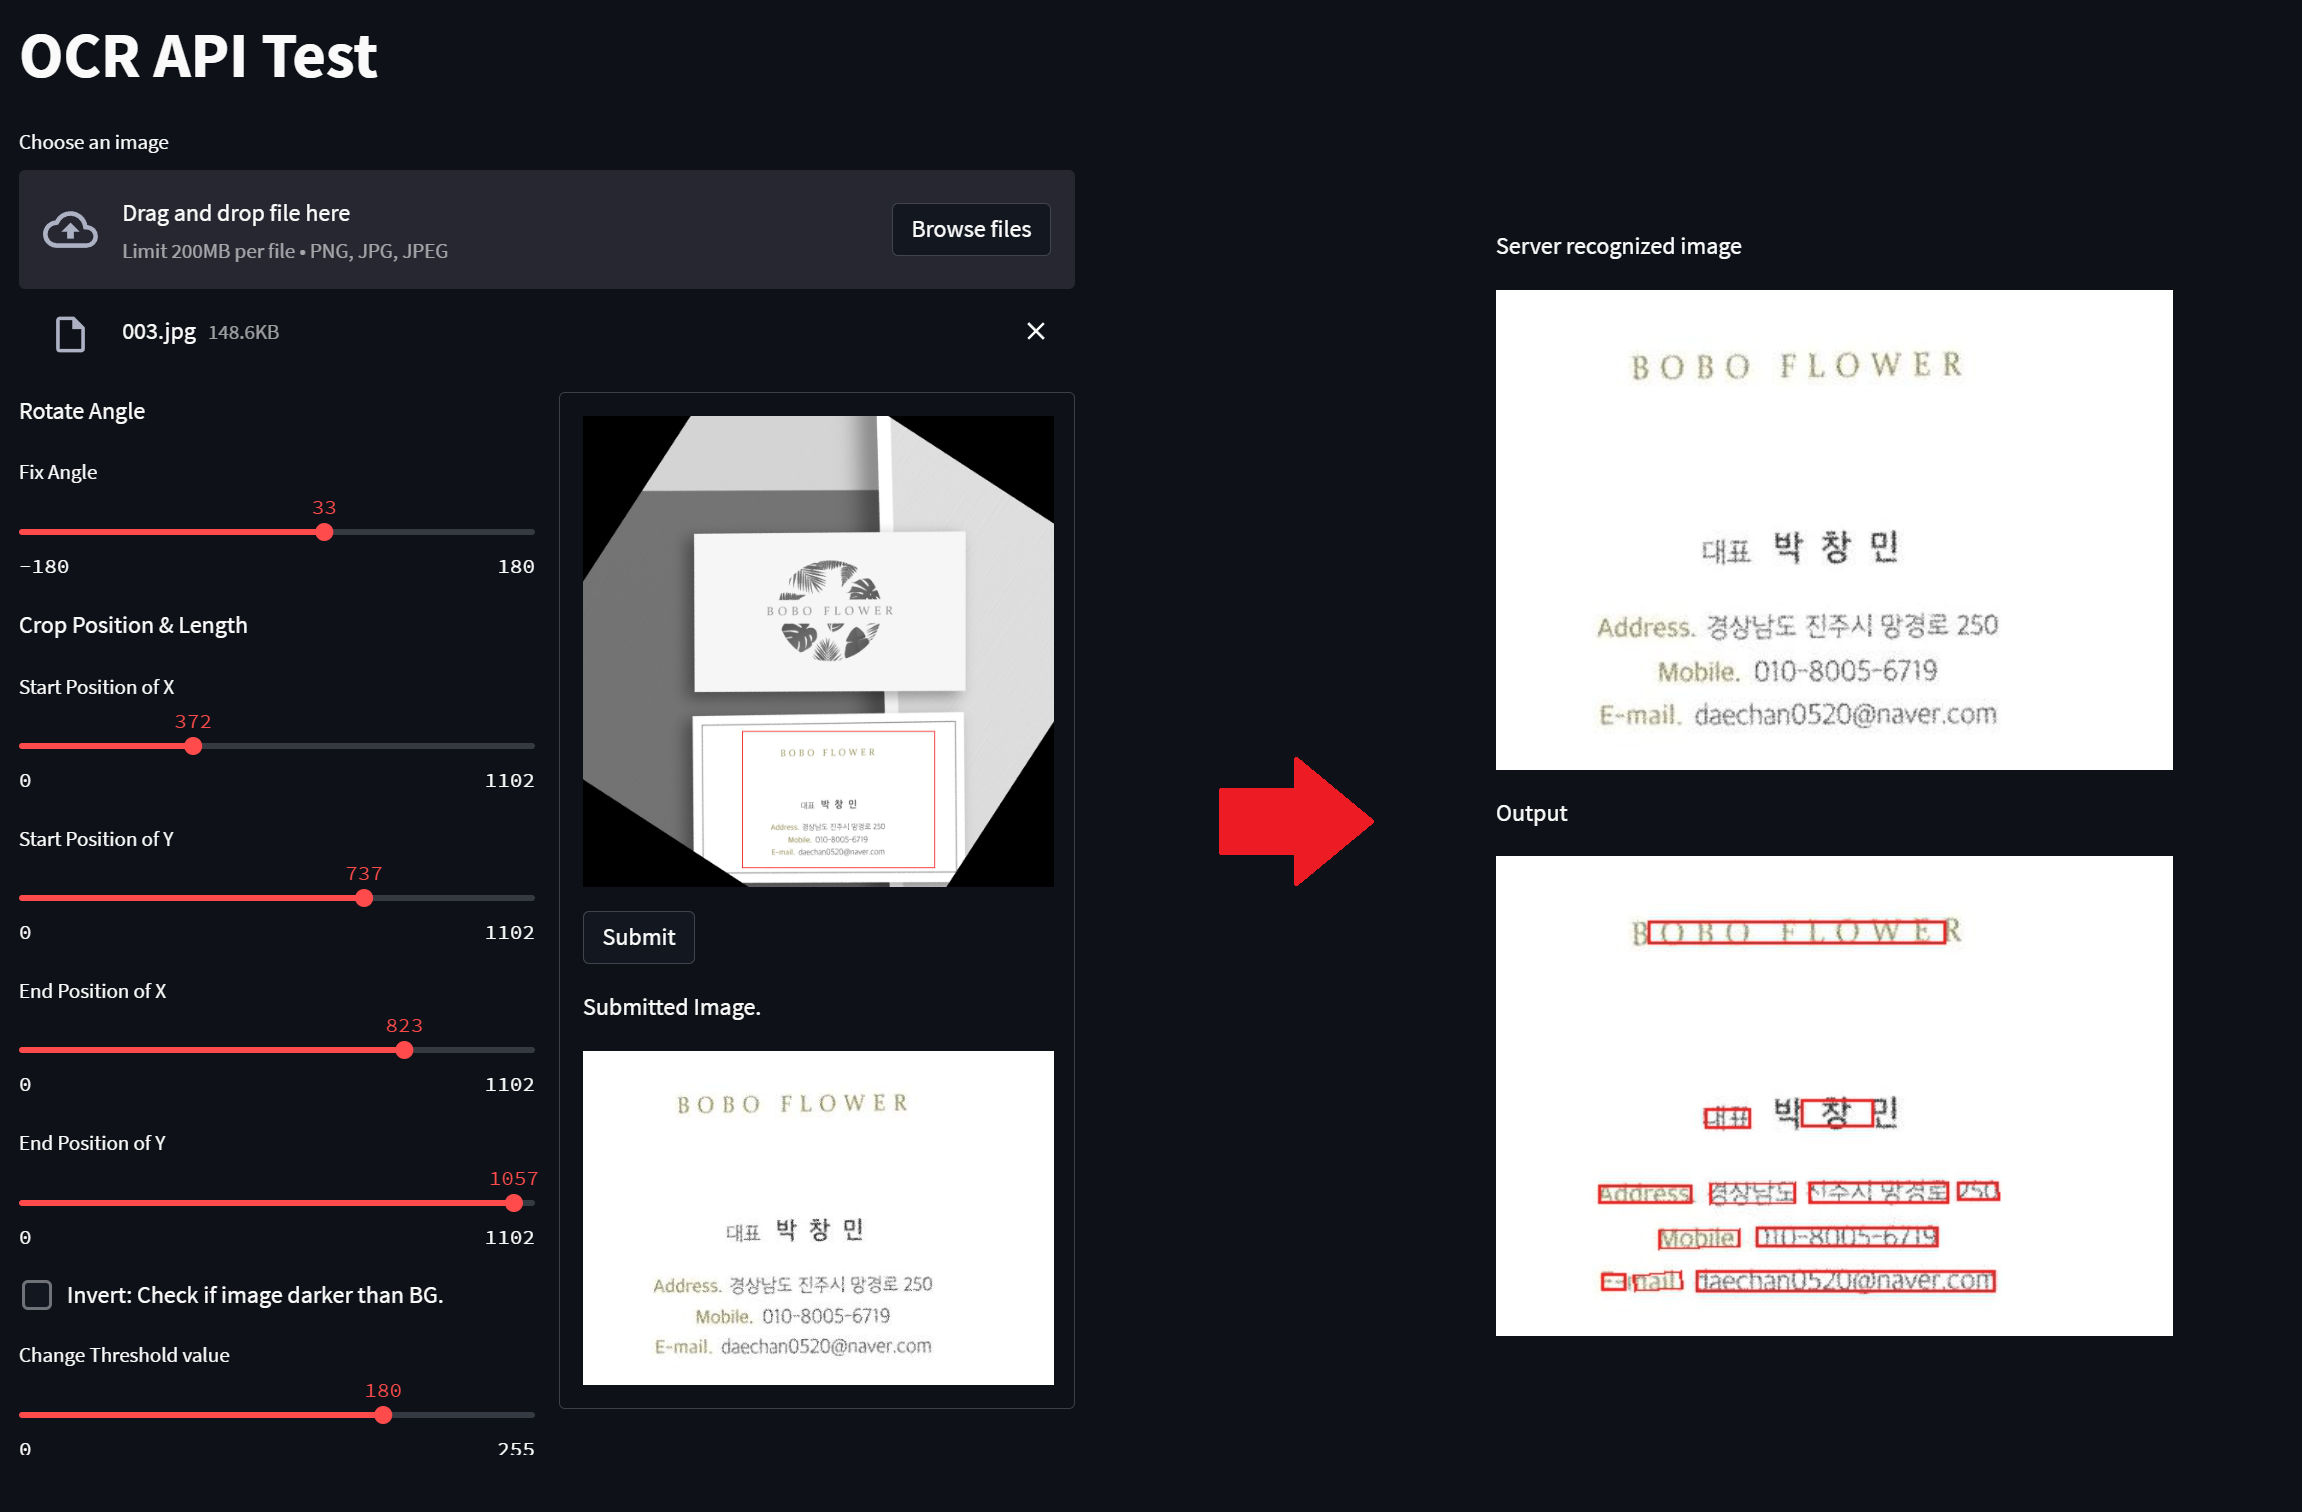 OCR API Test
Choose an image
Drag and drop file here
Limit 200MB per file • PNG, JPG, JPEG
Browse files
003.jpg 148.6KB
Rotate Angle
Fix Angle
33
-180 180
Crop Position & Length
Start Position of X
372
0 1102
Start Position of Y
737
0 1102
End Position of X
823
0 1102
End Position of Y
1057
0 1102
Invert: Check if image darker than BG.
Change Threshold value
180
0 255
BOBO FLOWER
BOBO FLOWER
대표 박 창 민
Address. 경상남도 진주시 망경로 250
Mobile. 010-8005-6719
E-mail. daechan0520@naver.com
Submit
Submitted Image.
BOBO FLOWER
대표 박 창 민
Address. 경상남도 진주시 망경로 250
Mobile. 010-8005-6719
E-mail. daechan0520@naver.com
Server recognized image
BOBO FLOWER
대표 박 창 민
Address. 경상남도 진주시 망경로 250
Mobile. 010-8005-6719
E-mail. daechan0520@naver.com
Output
BOBO FLOWER
대표 박 창 민
Address. 경상남도 진주시 망경로 250
Mobile. 010-8005-6719
E-mail. daechan0520@naver.com